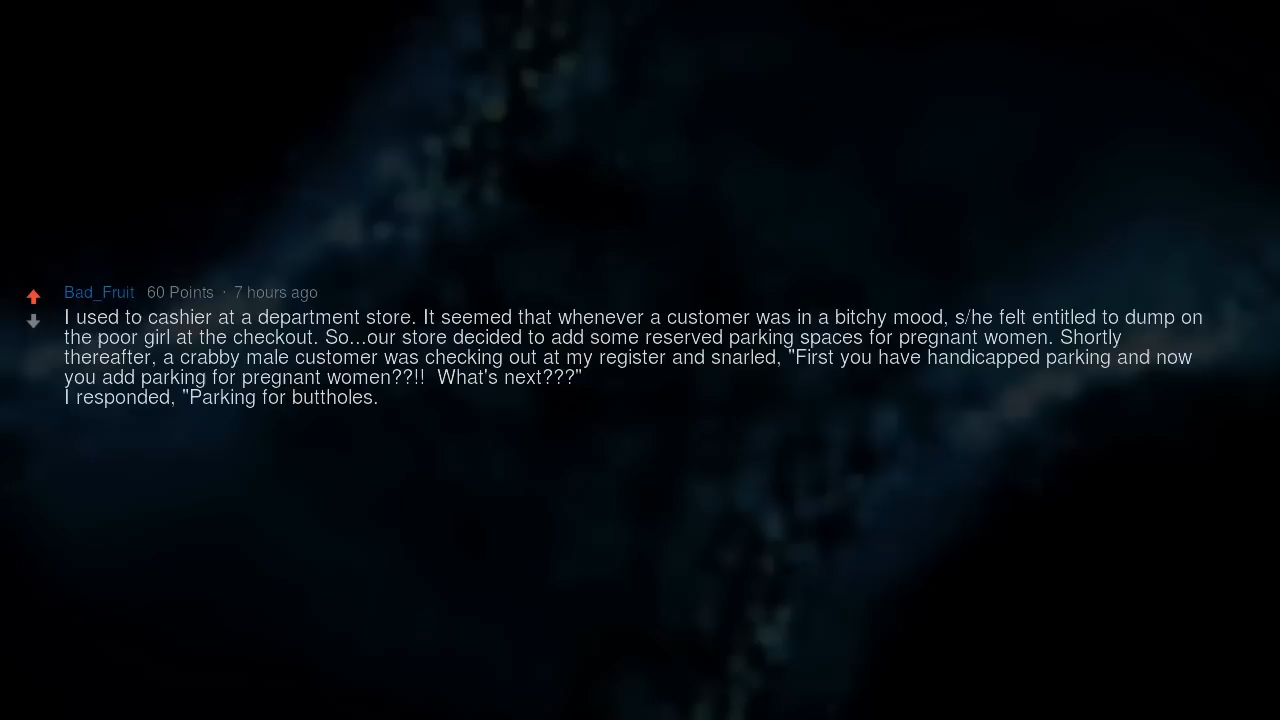 Bad_Fruit 60 Points · 7 hours ago
I used to cashier at a department store. It seemed that whenever a customer was in a bitchy mood, s/he felt entitled to dump on
the poor girl at the checkout. So...our store decided to add some reserved parking spaces for pregnant women. Shortly
thereafter, a crabby male customer was checking out at my register and snarled, "First you have handicapped parking and now
you add parking for pregnant women??!!  What's next???"
I responded, "Parking for buttholes.